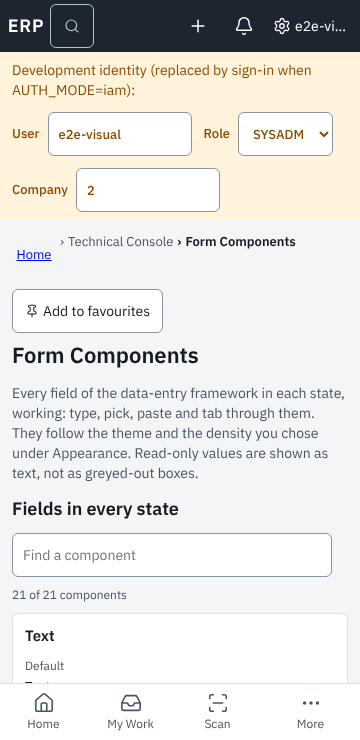 ERP
e2e-vi...
Development identity (replaced by sign-in when
AUTH_MODE=iam):
User e2e-visual Role SYSADM
Company 2
Home › Technical Console › Form Components
Add to favourites
Form Components
Every field of the data-entry framework in each state,
working: type, pick, paste and tab through them.
They follow the theme and the density you chose
under Appearance. Read-only values are shown as
text, not as greyed-out boxes.
Fields in every state
Find a component
21 of 21 components
Text
Default
Home My Work Scan More